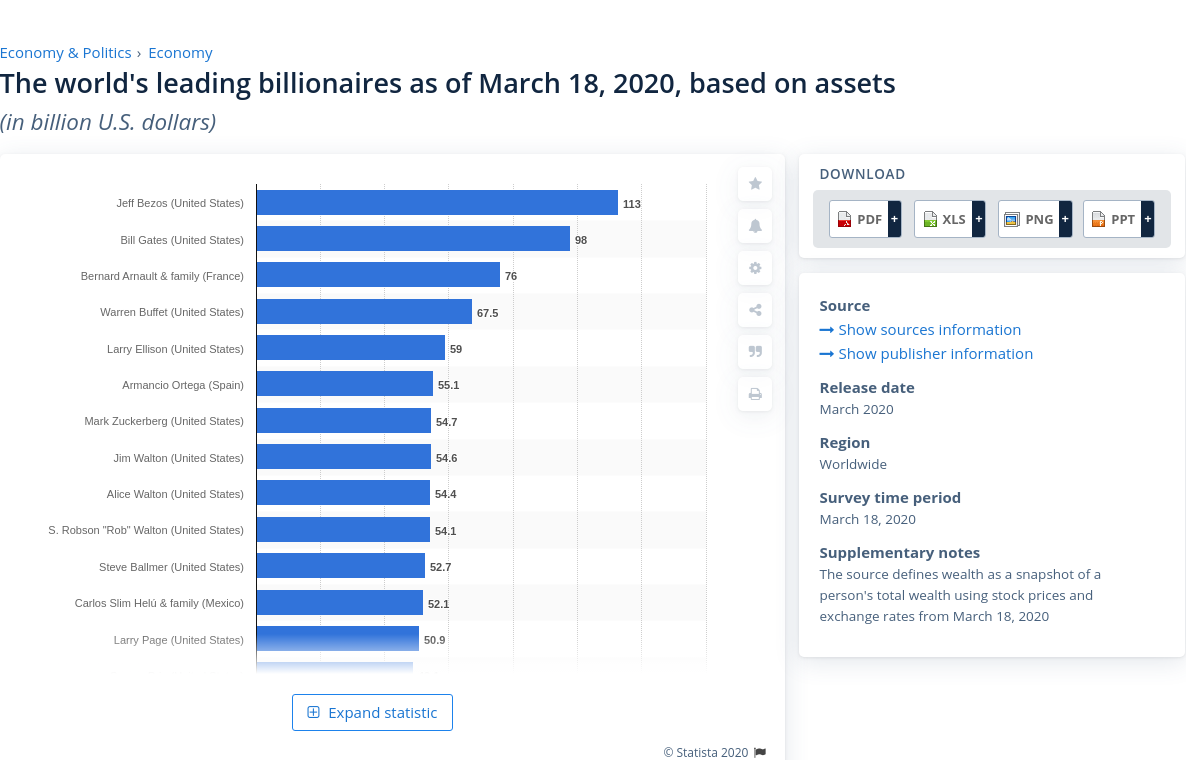 Economy & Politics › Economy
The world's leading billionaires as of March 18, 2020, based on assets
(in billion U.S. dollars)
Jeff Bezos (United States) 113
Bill Gates (United States) 98
Bernard Arnault & family (France) 76
Warren Buffet (United States) 67.5
Larry Ellison (United States) 59
Armancio Ortega (Spain) 55.1
Mark Zuckerberg (United States) 54.7
Jim Walton (United States) 54.6
Alice Walton (United States) 54.4
S. Robson "Rob" Walton (United States) 54.1
Steve Ballmer (United States) 52.7
Carlos Slim Helú & family (Mexico) 52.1
Larry Page (United States) 50.9
Expand statistic
© Statista 2020
DOWNLOAD
PDF + XLS + PNG + PPT +
Source
Show sources information
Show publisher information
Release date
March 2020
Region
Worldwide
Survey time period
March 18, 2020
Supplementary notes
The source defines wealth as a snapshot of a
person's total wealth using stock prices and
exchange rates from March 18, 2020